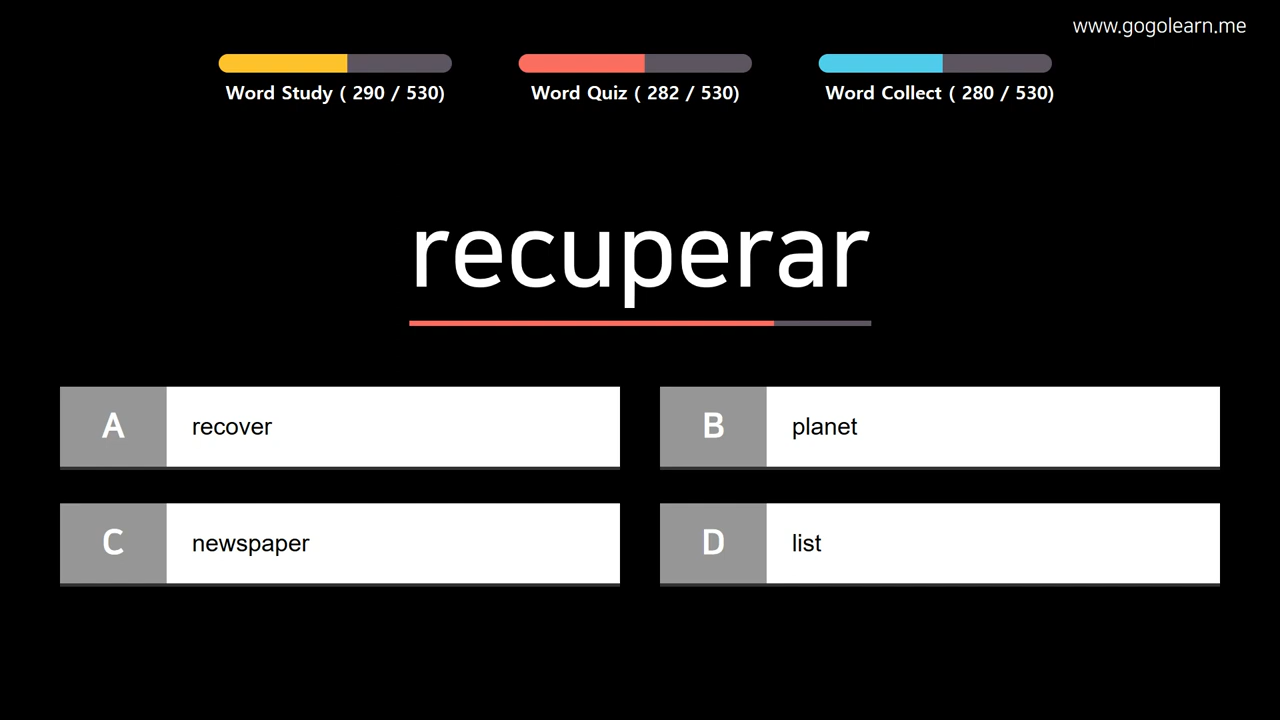 www.gogolearn.me
Word Study ( 290 / 530)
Word Quiz ( 282 / 530)
Word Collect ( 280 / 530)
recuperar
A recover
B planet
C newspaper
D list